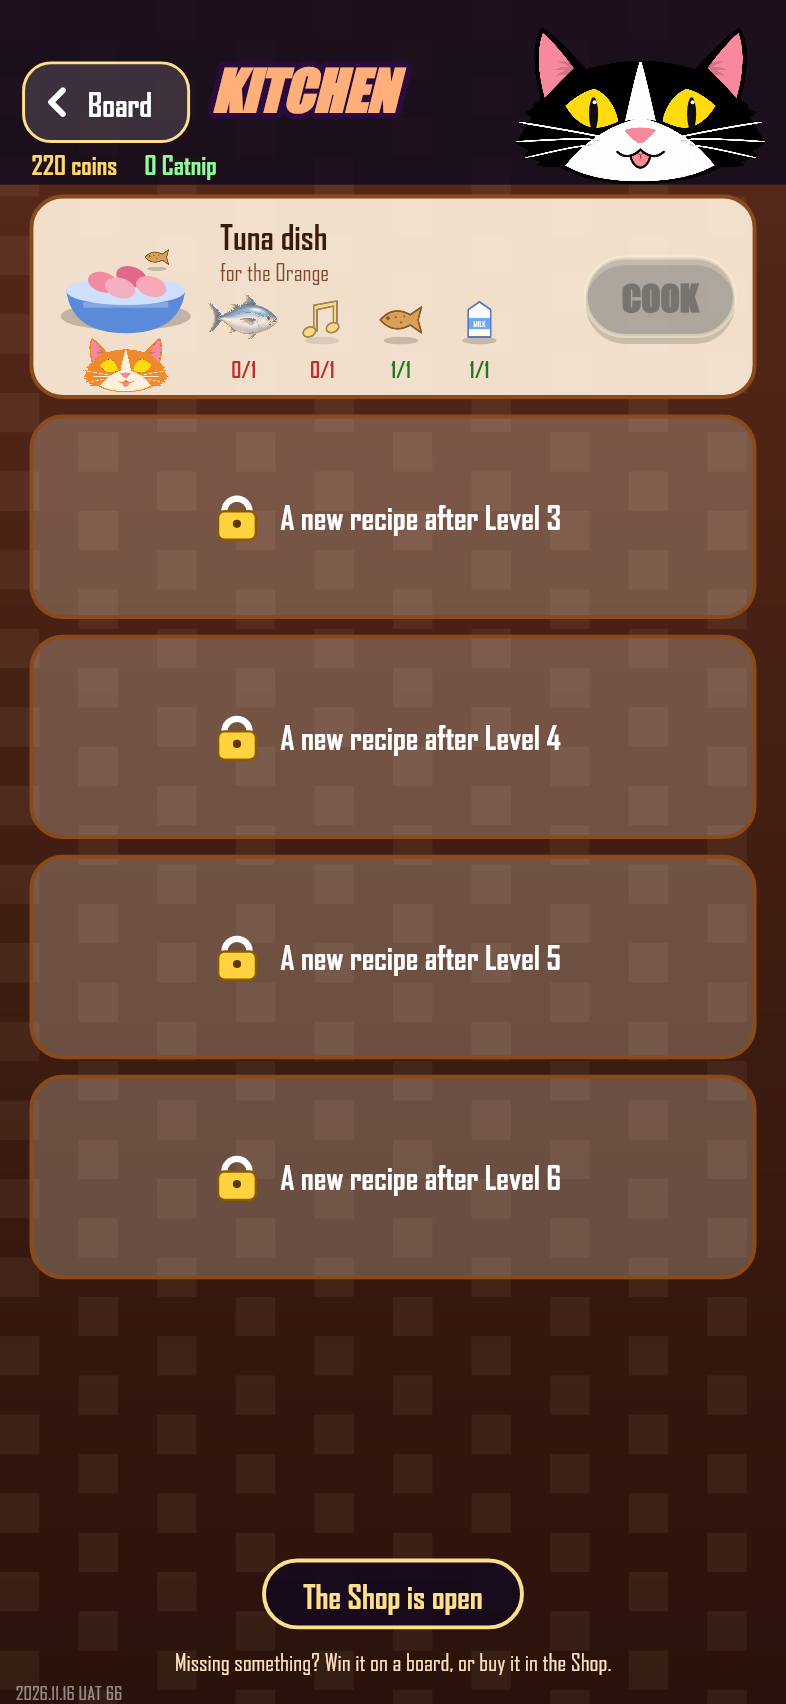 Board
KITCHEN
220 coins 0 Catnip
Tuna dish
for the Orange
COOK
MILK
0/1 0/1 1/1 1/1
A new recipe after Level 3
A new recipe after Level 4
A new recipe after Level 5
A new recipe after Level 6
The Shop is open
Missing something? Win it on a board, or buy it in the Shop.
2026.11.16 UAT 66